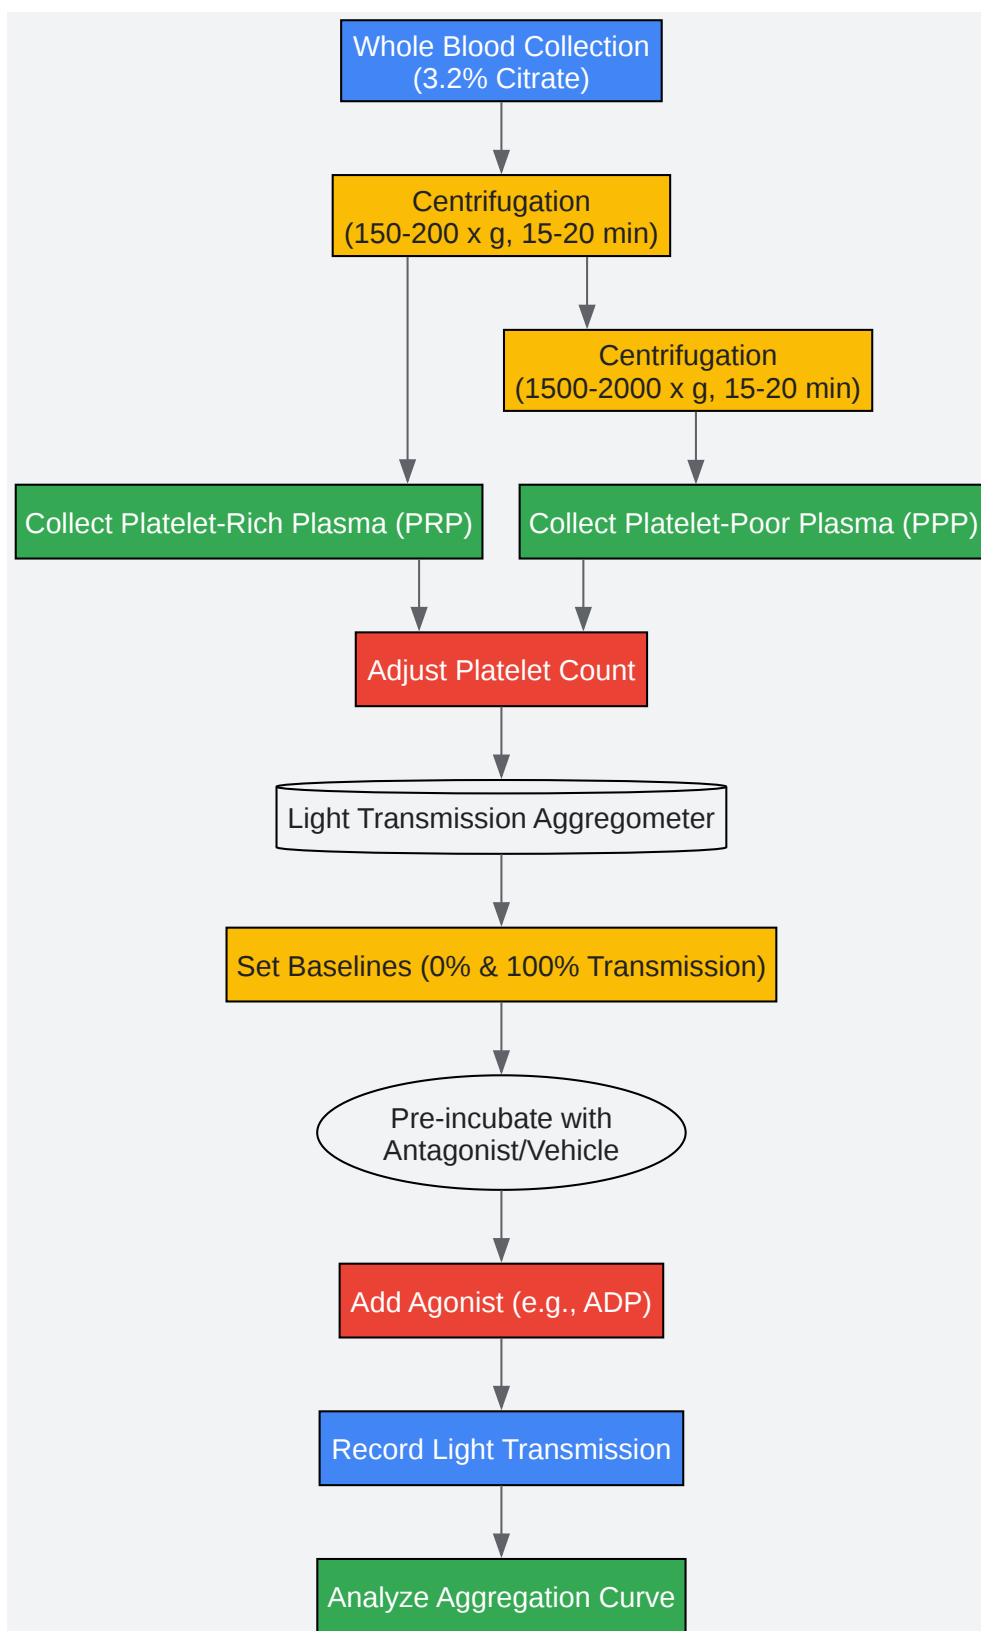 Whole Blood Collection
(3.2% Citrate)
Centrifugation
(150-200 x g, 15-20 min)
Centrifugation
(1500-2000 x g, 15-20 min)
Collect Platelet-Rich Plasma (PRP)
Collect Platelet-Poor Plasma (PPP)
Adjust Platelet Count
Light Transmission Aggregometer
Set Baselines (0% & 100% Transmission)
Pre-incubate with
Antagonist/Vehicle
Add Agonist (e.g., ADP)
Record Light Transmission
Analyze Aggregation Curve